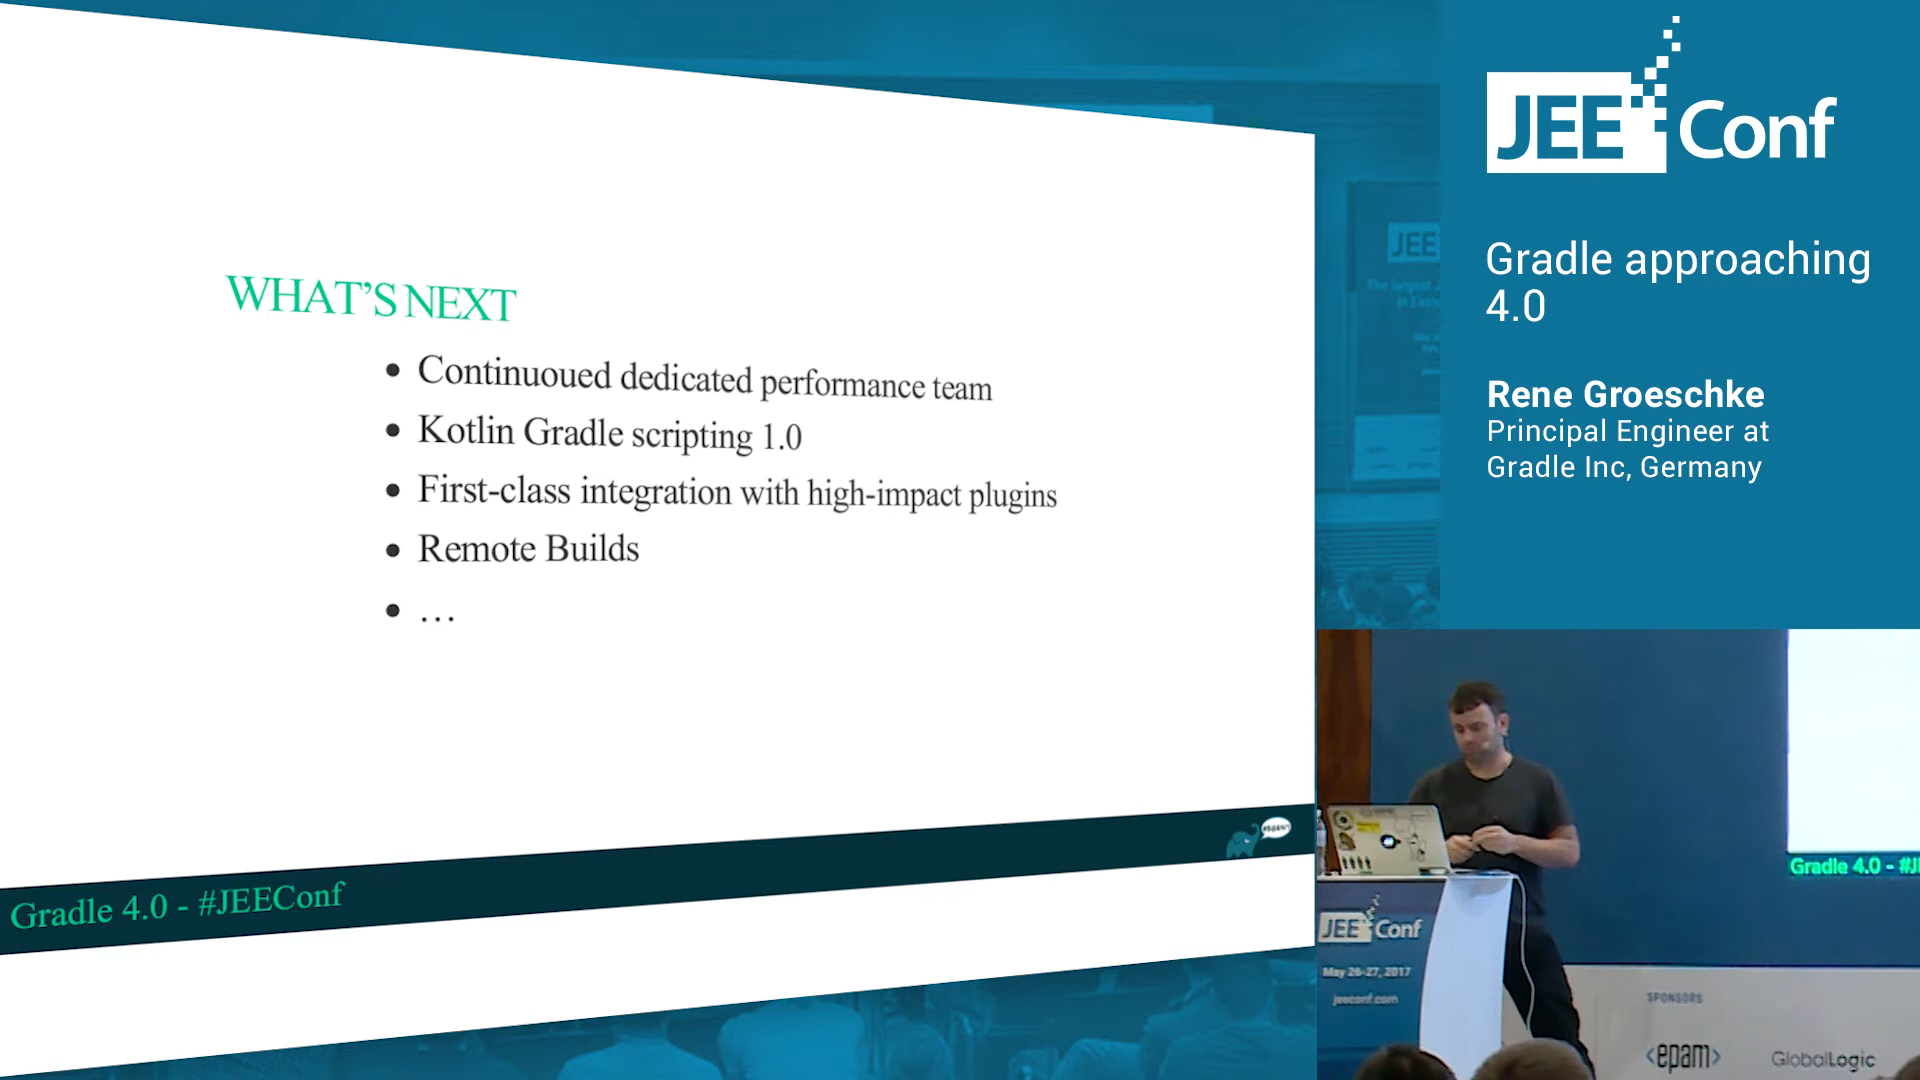 WHAT'S NEXT
• Continuoued dedicated performance team
• Kotlin Gradle scripting 1.0
• First-class integration with high-impact plugins
• Remote Builds
• …
Gradle 4.0 - #JEEConf
JEE Conf
Gradle approaching
4.0
Rene Groeschke
Principal Engineer at
Gradle Inc, Germany
JEE
Gradle 4.0 - #J
JEE Conf
May 26-27, 2017
jeeconf.com
SPONSORS
<epam>
GlobalLogic